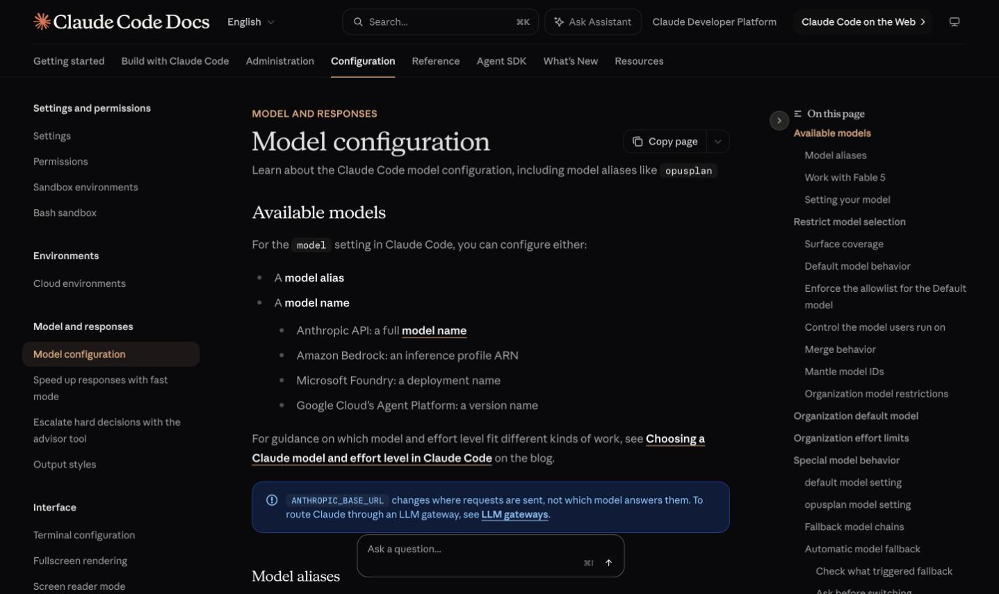 Claude Code Docs
English
Search...
⌘K
Ask Assistant
Claude Developer Platform
Claude Code on the Web
Getting started
Build with Claude Code
Administration
Configuration
Reference
Agent SDK
What's New
Resources
Settings and permissions
Settings
Permissions
Sandbox environments
Bash sandbox
Environments
Cloud environments
Model and responses
Model configuration
Speed up responses with fast
mode
Escalate hard decisions with the
advisor tool
Output styles
Interface
Terminal configuration
Fullscreen rendering
Screen reader mode
MODEL AND RESPONSES
Model configuration
Copy page
Learn about the Claude Code model configuration, including model aliases like opusplan
Available models
For the model setting in Claude Code, you can configure either:
A model alias
A model name
Anthropic API: a full model name
Amazon Bedrock: an inference profile ARN
Microsoft Foundry: a deployment name
Google Cloud's Agent Platform: a version name
For guidance on which model and effort level fit different kinds of work, see Choosing a
Claude model and effort level in Claude Code on the blog.
ANTHROPIC_BASE_URL changes where requests are sent, not which model answers them. To
route Claude through an LLM gateway, see LLM gateways.
Ask a question...
⌘I
Model aliases
On this page
Available models
Model aliases
Work with Fable 5
Setting your model
Restrict model selection
Surface coverage
Default model behavior
Enforce the allowlist for the Default
model
Control the model users run on
Merge behavior
Mantle model IDs
Organization model restrictions
Organization default model
Organization effort limits
Special model behavior
default model setting
opusplan model setting
Fallback model chains
Automatic model fallback
Check what triggered fallback
Ask before switching